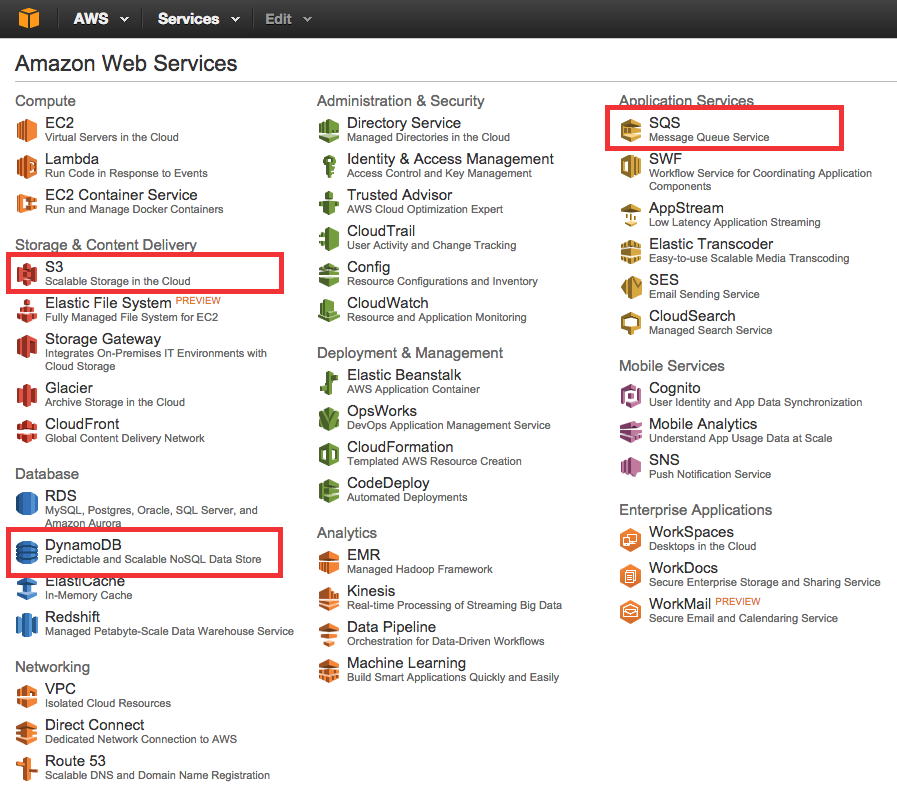 AWS Services Edit
Amazon Web Services
Compute
EC2
Virtual Servers in the Cloud
Lambda
Run Code in Response to Events
EC2 Container Service
Run and Manage Docker Containers
Storage & Content Delivery
S3
Scalable Storage in the Cloud
Elastic File System PREVIEW
Fully Managed File System for EC2
Storage Gateway
Integrates On-Premises IT Environments with
Cloud Storage
Glacier
Archive Storage in the Cloud
CloudFront
Global Content Delivery Network
Database
RDS
MySQL, Postgres, Oracle, SQL Server, and
Amazon Aurora
DynamoDB
Predictable and Scalable NoSQL Data Store
ElastiCache
In-Memory Cache
Redshift
Managed Petabyte-Scale Data Warehouse Service
Networking
VPC
Isolated Cloud Resources
Direct Connect
Dedicated Network Connection to AWS
Route 53
Scalable DNS and Domain Name Registration
Administration & Security
Directory Service
Managed Directories in the Cloud
Identity & Access Management
Access Control and Key Management
Trusted Advisor
AWS Cloud Optimization Expert
CloudTrail
User Activity and Change Tracking
Config
Resource Configurations and Inventory
CloudWatch
Resource and Application Monitoring
Deployment & Management
Elastic Beanstalk
AWS Application Container
OpsWorks
DevOps Application Management Service
CloudFormation
Templated AWS Resource Creation
CodeDeploy
Automated Deployments
Analytics
EMR
Managed Hadoop Framework
Kinesis
Real-time Processing of Streaming Big Data
Data Pipeline
Orchestration for Data-Driven Workflows
Machine Learning
Build Smart Applications Quickly and Easily
Application Services
SQS
Message Queue Service
SWF
Workflow Service for Coordinating Application
Components
AppStream
Low Latency Application Streaming
Elastic Transcoder
Easy-to-use Scalable Media Transcoding
SES
Email Sending Service
CloudSearch
Managed Search Service
Mobile Services
Cognito
User Identity and App Data Synchronization
Mobile Analytics
Understand App Usage Data at Scale
SNS
Push Notification Service
Enterprise Applications
WorkSpaces
Desktops in the Cloud
WorkDocs
Secure Enterprise Storage and Sharing Service
WorkMail PREVIEW
Secure Email and Calendaring Service